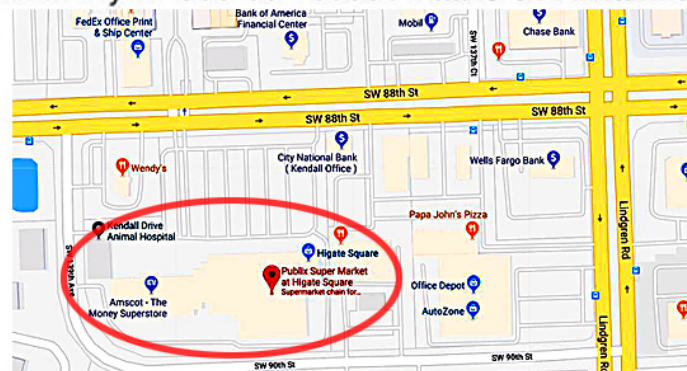 FedEx Office Print
& Ship Center
Bank of America
Financial Center
Mobil
SW 137th Ct
Chase Bank
SW 88th St
SW 88th St
SW 88th St
Wendy's
City National Bank
( Kendall Office )
Wells Fargo Bank
Kendall Drive
Animal Hospital
Papa John's Pizza
Lindgren Rd
Higate Square
Publix Super Market
at Higate Square
Supermarket chain for...
Amscot - The
Money Superstore
Office Depot
AutoZone
Lindgren Rd
SW 90th St
SW 90th St